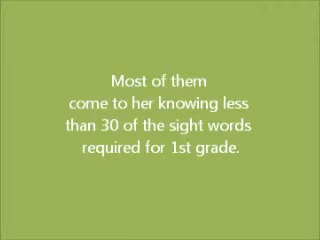 Most of them
come to her knowing less
than 30 of the sight words
required for 1st grade.